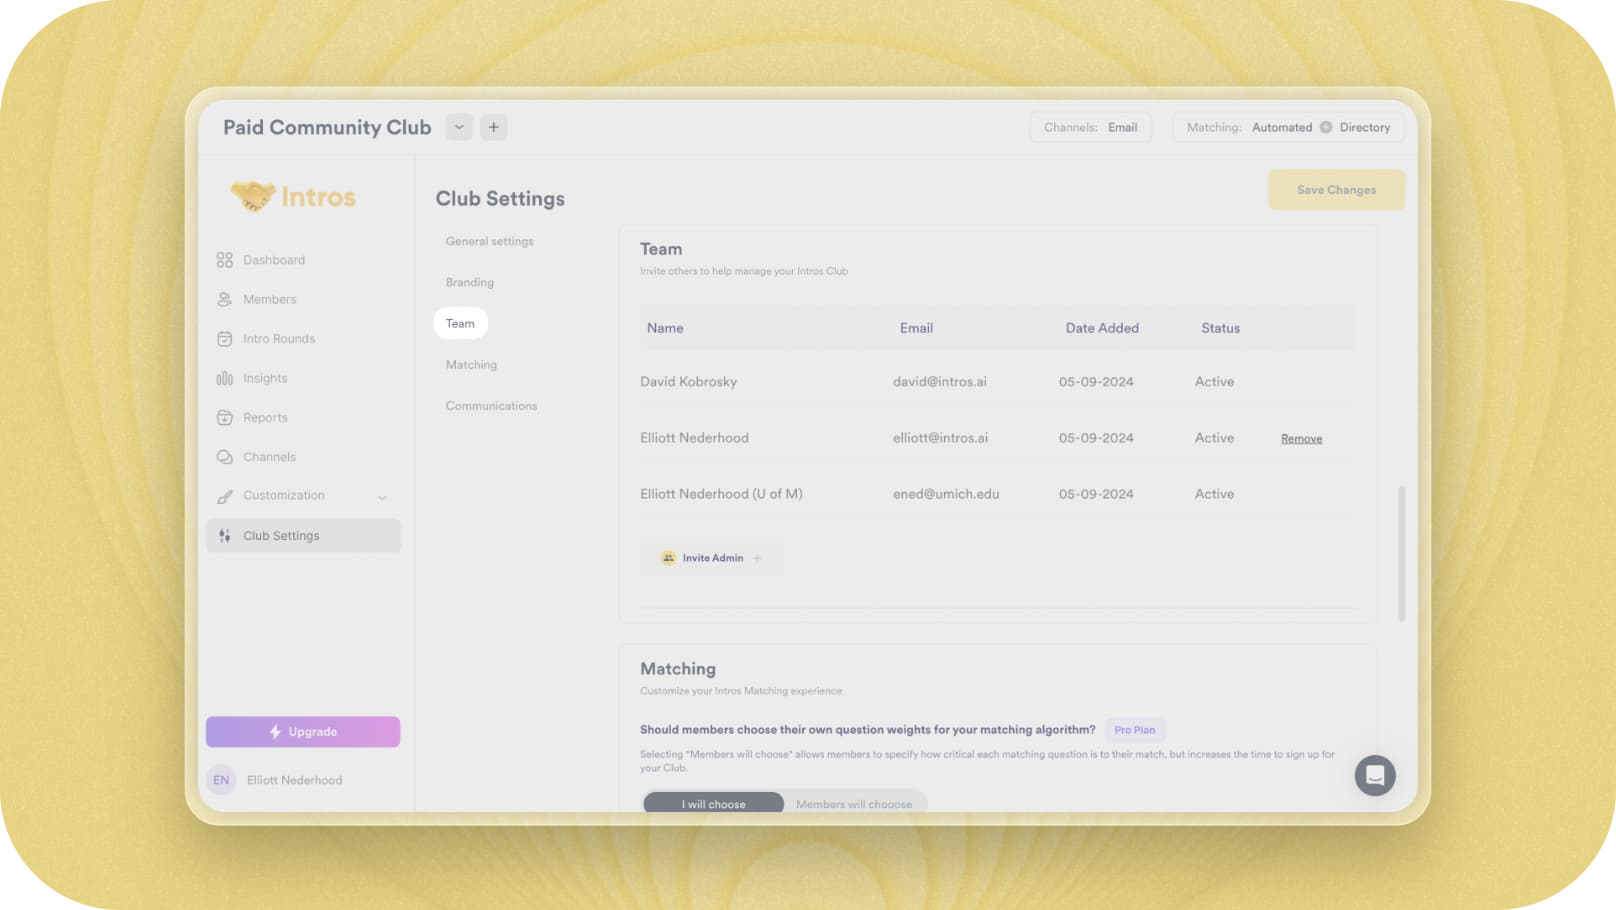 Paid Community Club
Channels: Email
Matching: Automated Directory
Intros
Dashboard
Members
Intro Rounds
Insights
Reports
Channels
Customization
Club Settings
Upgrade
EN Elliott Nederhood
Club Settings
Save Changes
General settings
Branding
Team
Matching
Communications
Team
Invite others to help manage your Intros Club
Name Email Date Added Status
David Kobrosky david@intros.ai 05-09-2024 Active
Elliott Nederhood elliott@intros.ai 05-09-2024 Active Remove
Elliott Nederhood (U of M) ened@umich.edu 05-09-2024 Active
Invite Admin +
Matching
Customize your Intros Matching experience
Should members choose their own question weights for your matching algorithm? Pro Plan
Selecting "Members will choose" allows members to specify how critical each matching question is to their match, but increases the time to sign up for
your Club.
I will choose Members will choose